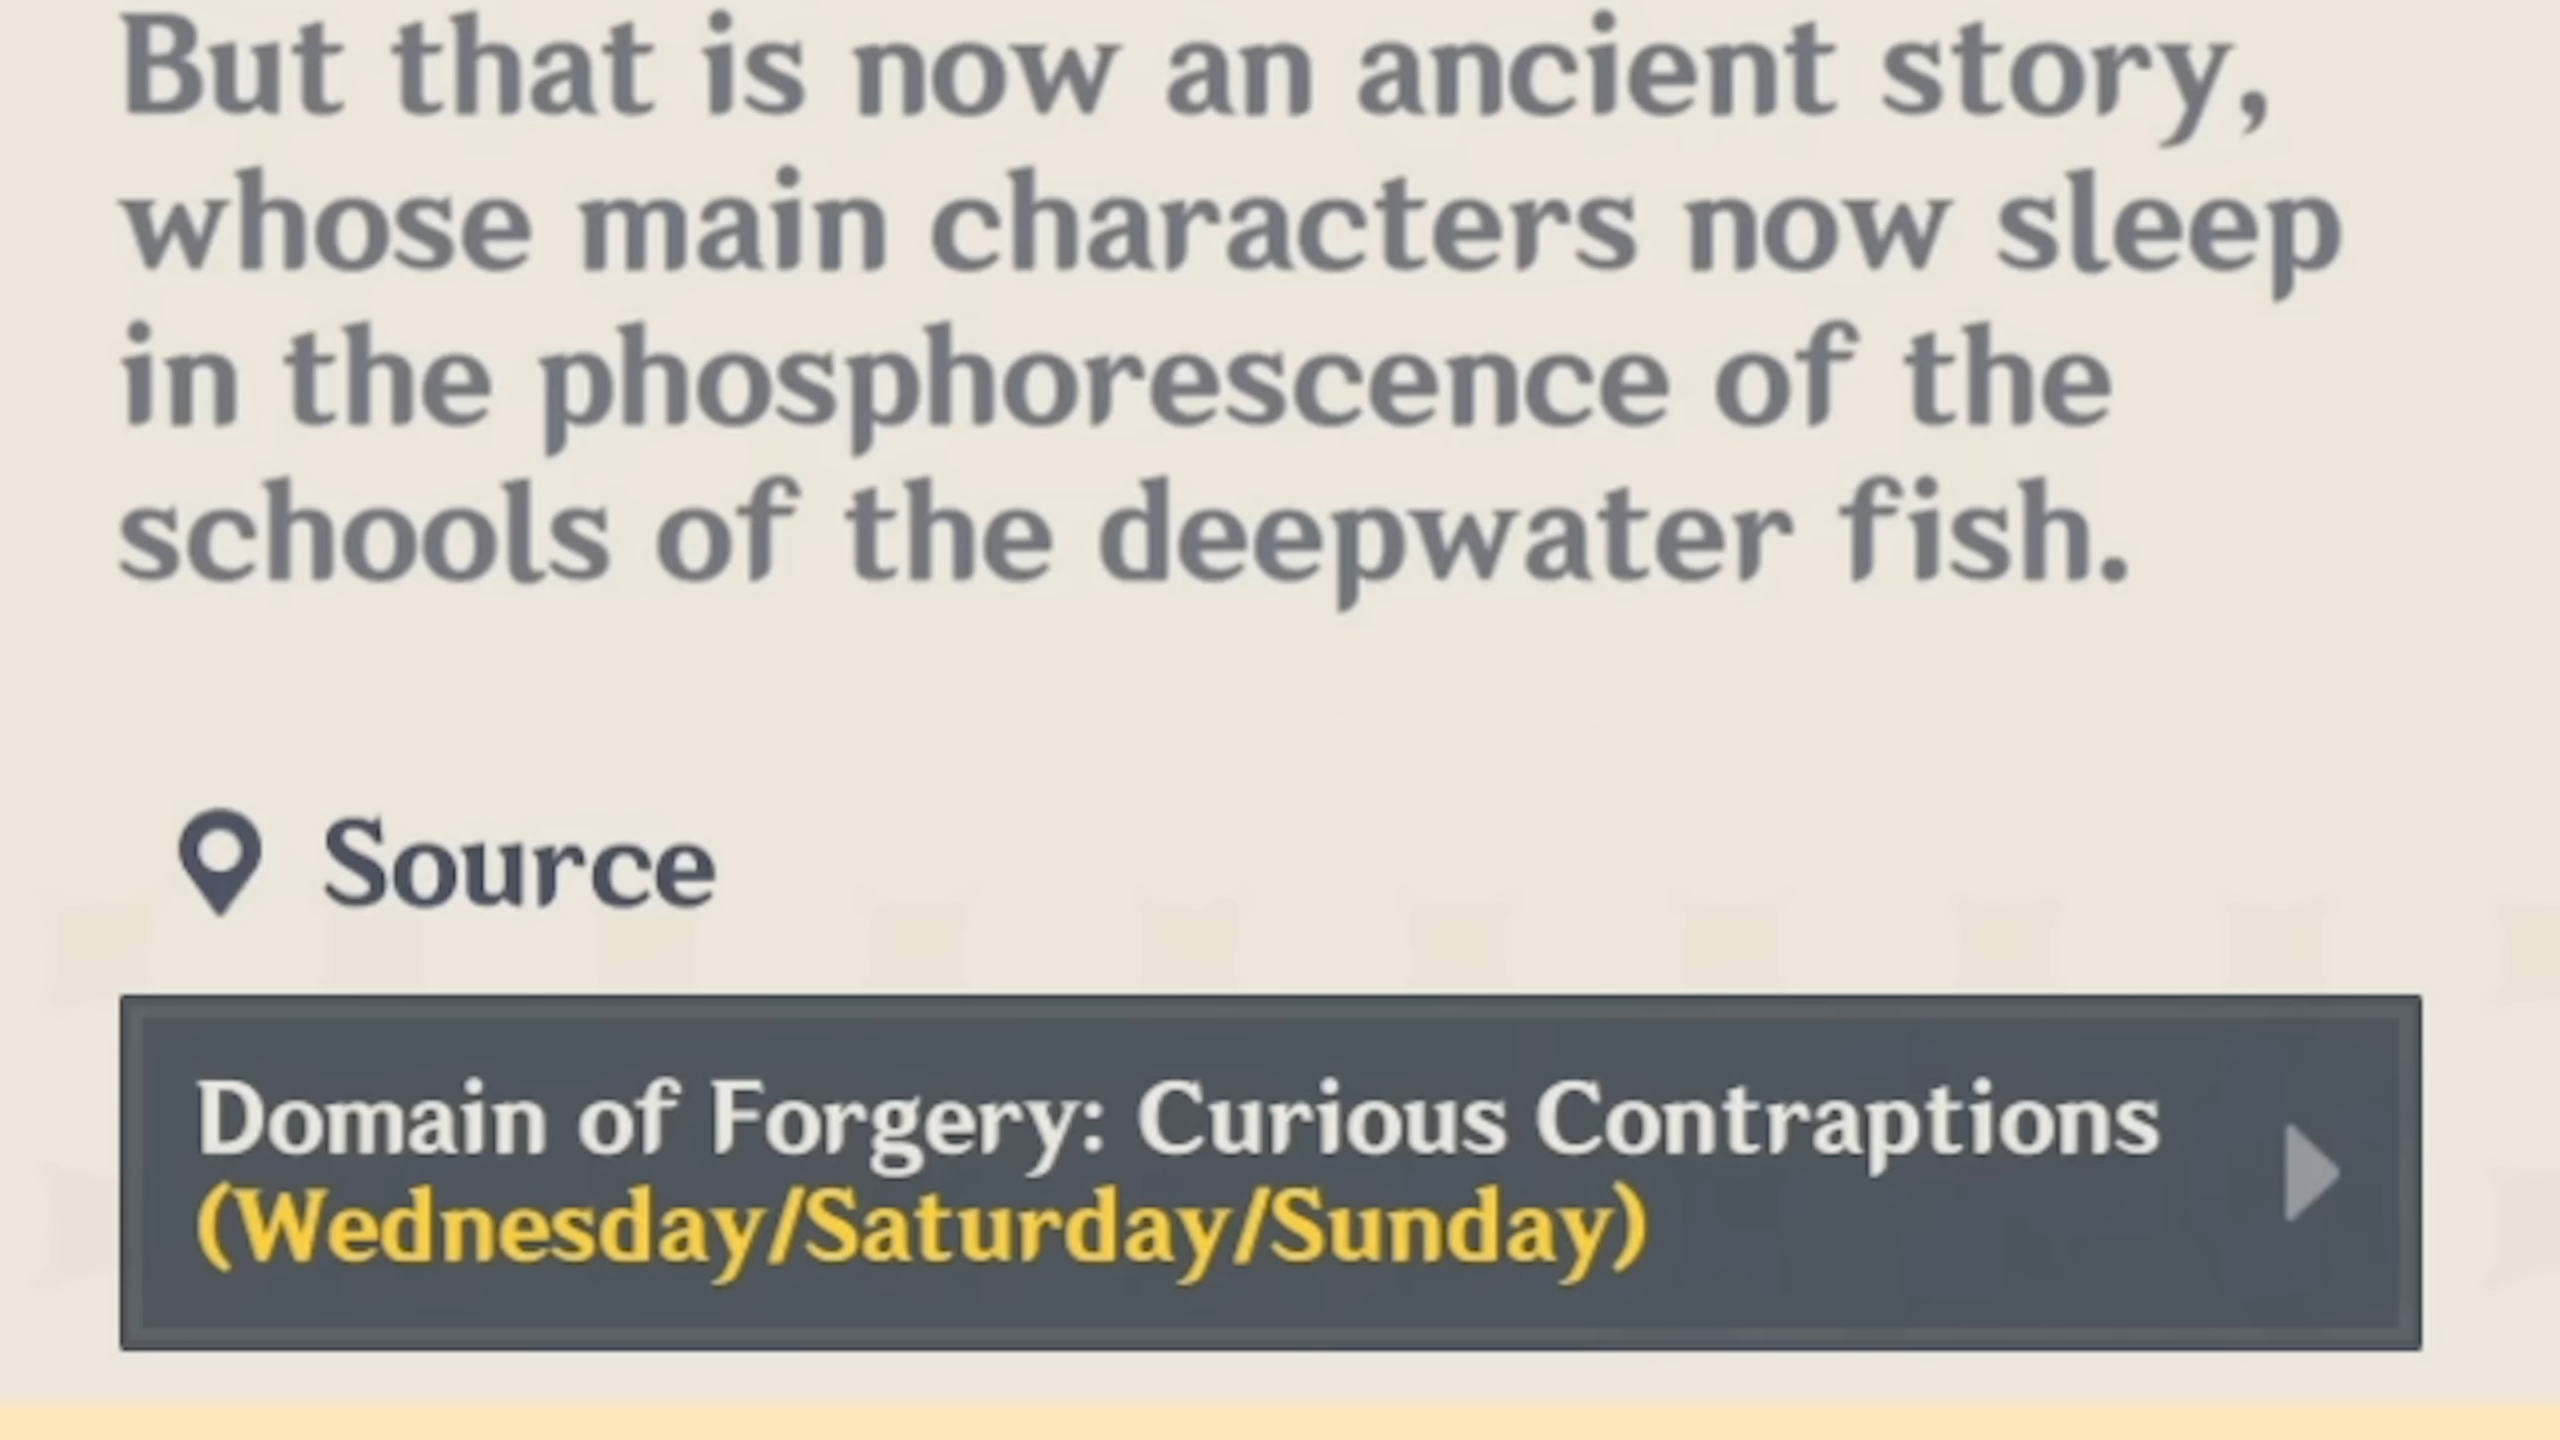 But that is now an ancient story,
whose main characters now sleep
in the phosphorescence of the
schools of the deepwater fish.
Source
Domain of Forgery: Curious Contraptions
(Wednesday/Saturday/Sunday)